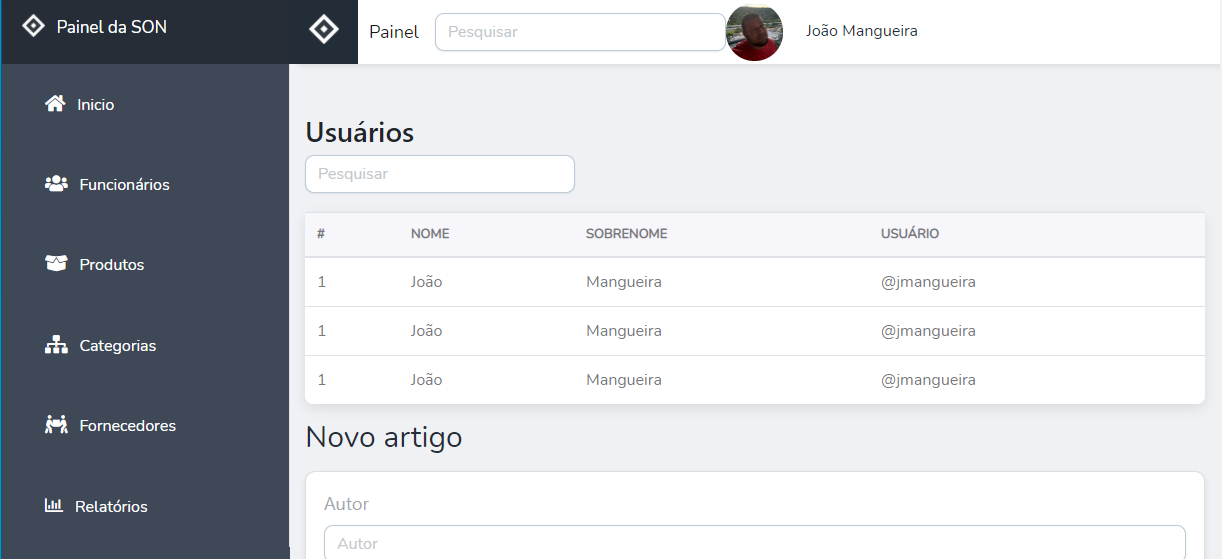 Painel da SON
Painel Pesquisar João Mangueira
Inicio
Funcionários
Produtos
Categorias
Fornecedores
Relatórios
Usuários
Pesquisar
# NOME SOBRENOME USUÁRIO
1 João Mangueira @jmangueira
1 João Mangueira @jmangueira
1 João Mangueira @jmangueira
Novo artigo
Autor
Autor